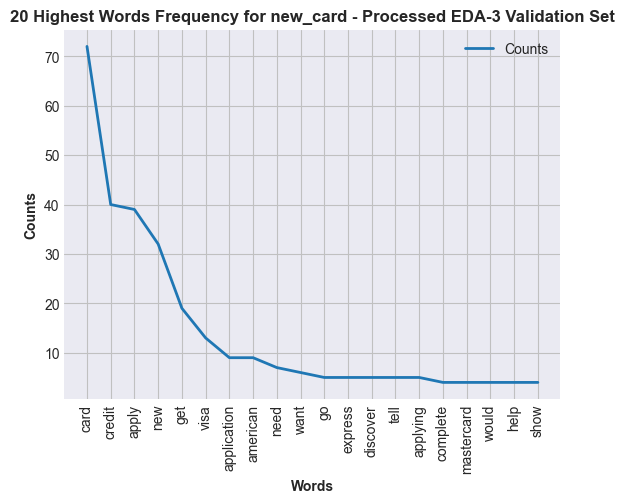 20 Highest Words Frequency for new_card - Processed EDA-3 Validation Set
Counts
70
60
50
40
30
20
10
Counts
card
credit
apply
new
get
visa
application
american
need
want
go
express
discover
tell
applying
complete
mastercard
would
help
show
Words